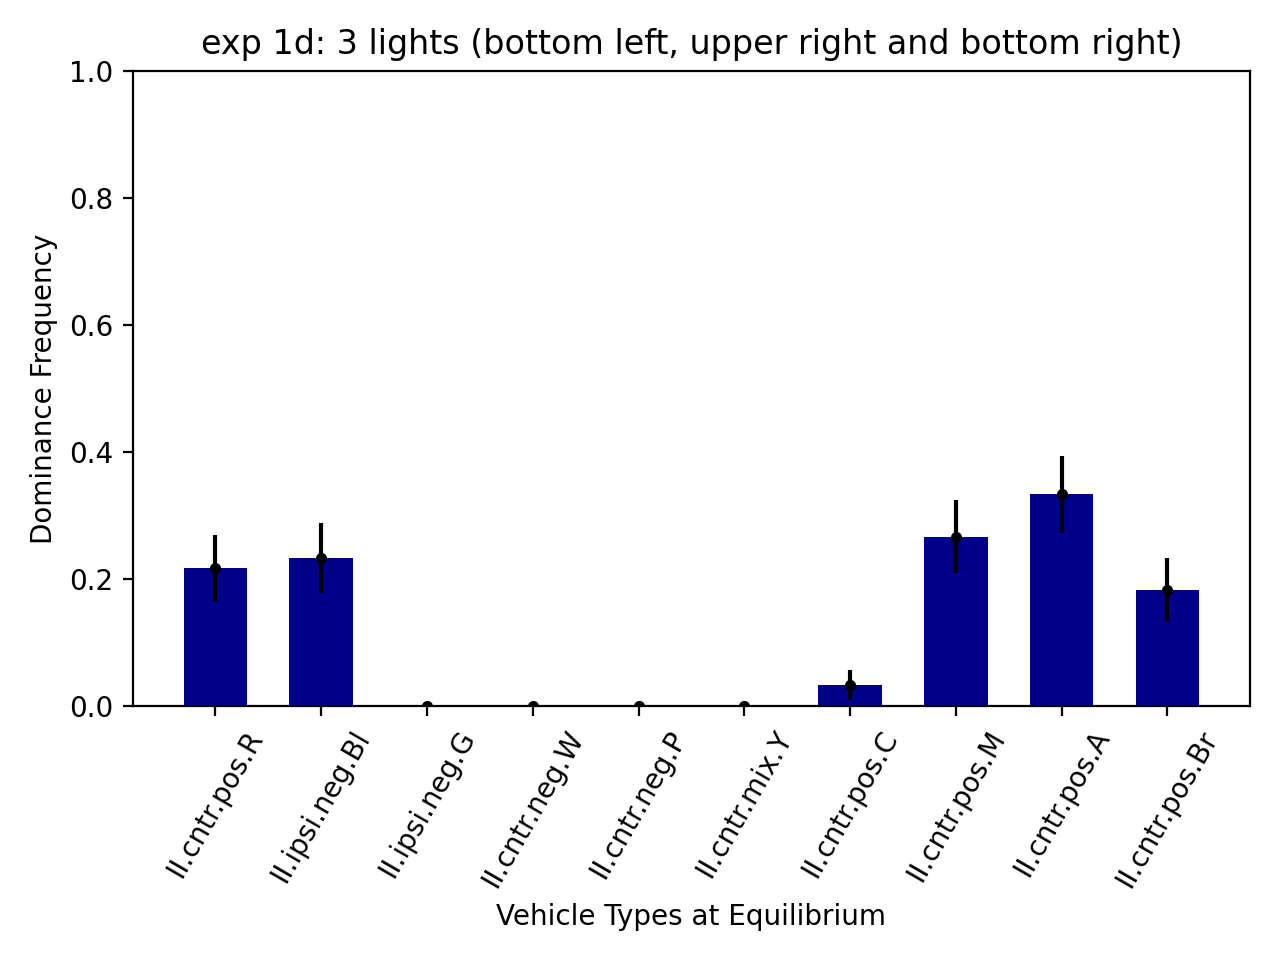 exp 1d: 3 lights (bottom left, upper right and bottom right)
1.0
0.8
0.6
0.4
0.2
0.0
Dominance Frequency
II.cntr.pos.R
II.ipsi.neg.Bl
II.ipsi.neg.G
II.cntr.neg.W
II.cntr.neg.P
II.cntr.mix.Y
II.cntr.pos.C
II.cntr.pos.M
II.cntr.pos.A
II.cntr.pos.Br
Vehicle Types at Equilibrium